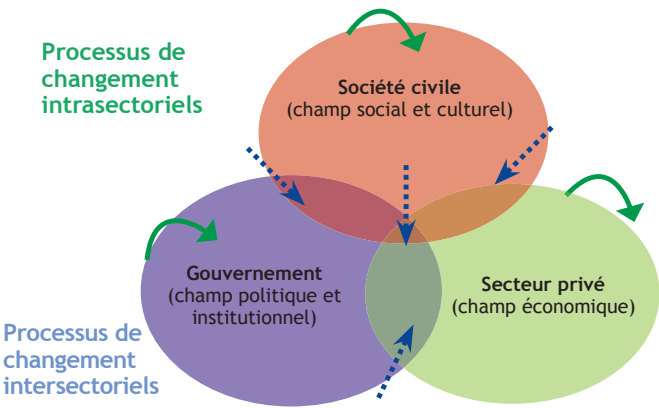 Processus de
changement
intrasectoriels
Société civile
(champ social et culturel)
Gouvernement
(champ politique et
institutionnel)
Secteur privé
(champ économique)
Processus de
changement
intersectoriels